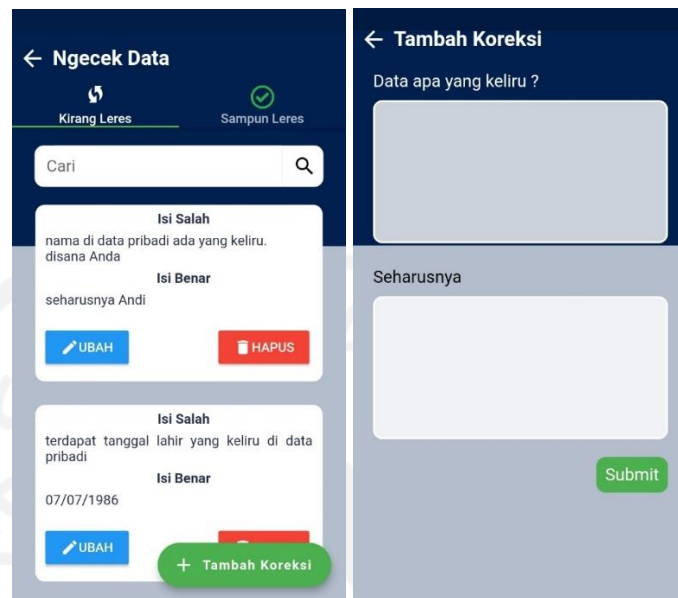 Ngecek Data
Kirang Leres
Sampun Leres
Cari
Isi Salah
nama di data pribadi ada yang keliru.
disana Anda
Isi Benar
seharusnya Andi
UBAH
HAPUS
Isi Salah
terdapat tanggal lahir yang keliru di data
pribadi
Isi Benar
07/07/1986
UBAH
+ Tambah Koreksi
Tambah Koreksi
Data apa yang keliru ?
Seharusnya
Submit